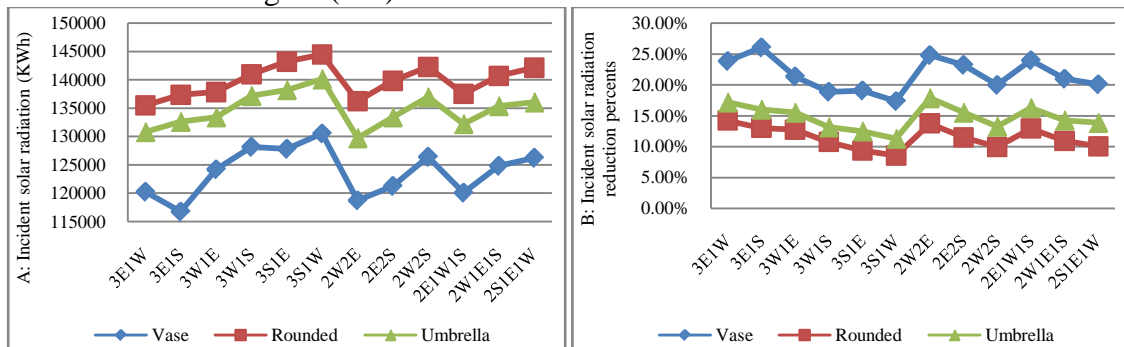 A: Incident solar radiation (KWh)
150000
145000
140000
135000
130000
125000
120000
115000
3E1W
3E1S
3W1E
3W1S
3S1E
3S1W
2W2E
2E2S
2W2S
2E1W1S
2W1E1S
2S1E1W
Vase
Rounded
Umbrella
B: Incident solar radiation
reduction percents
30.00%
25.00%
20.00%
15.00%
10.00%
5.00%
0.00%
3E1W
3E1S
3W1E
3W1S
3S1E
3S1W
2W2E
2E2S
2W2S
2E1W1S
2W1E1S
2S1E1W
Vase
Rounded
Umbrella